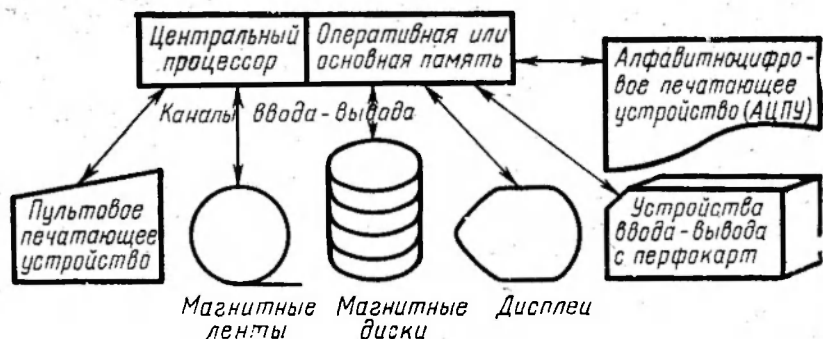 Центральный
процессор
Оперативная или
основная память
Алфавитноцифро-
вое печатающее
устройство (АЦПУ)
Каналы ввода-вывода
Пультовое
печатающее
устройство
Устройства
ввода-вывода
с перфокарт
Магнитные
ленты
Магнитные
диски
Дисплеи